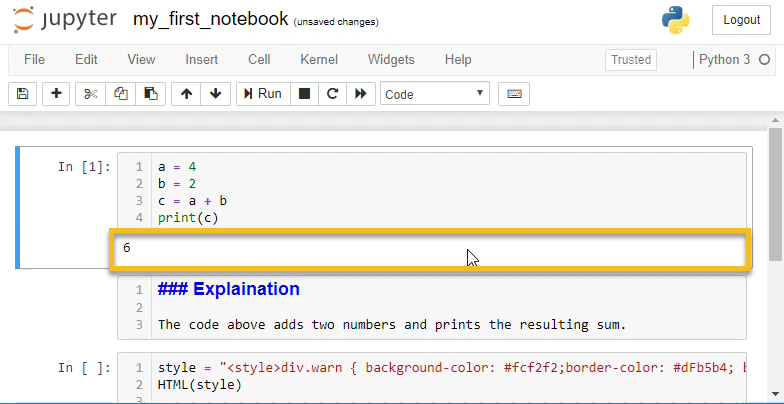 jupyter my_first_notebook (unsaved changes) Logout
File Edit View Insert Cell Kernel Widgets Help Trusted Python 3
Run Code
In [1]: 1 a = 4
2 b = 2
3 c = a + b
4 print(c)
6
1 ### Explaination
2
3 The code above adds two numbers and prints the resulting sum.
In [ ]: 1 style = "<style>div.warn { background-color: #fcf2f2;border-color: #dFb5b4;
2 HTML(style)
3